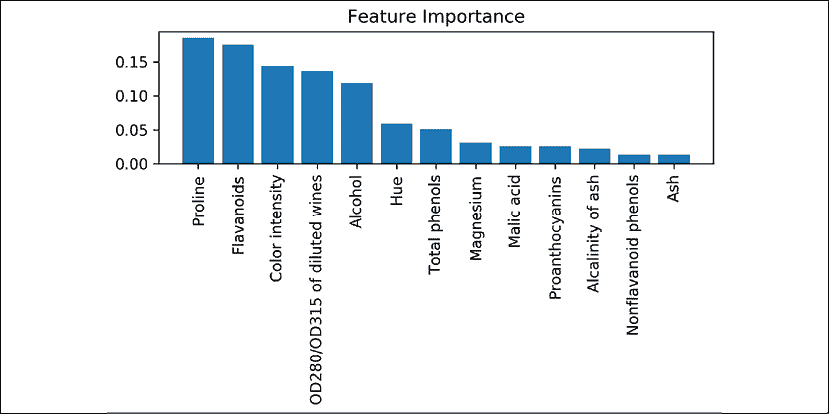 Feature Importance
0.15
0.10
0.05
0.00
Proline
Flavanoids
Color intensity
OD280/OD315 of diluted wines
Alcohol
Hue
Total phenols
Magnesium
Malic acid
Proanthocyanins
Alcalinity of ash
Nonflavanoid phenols
Ash